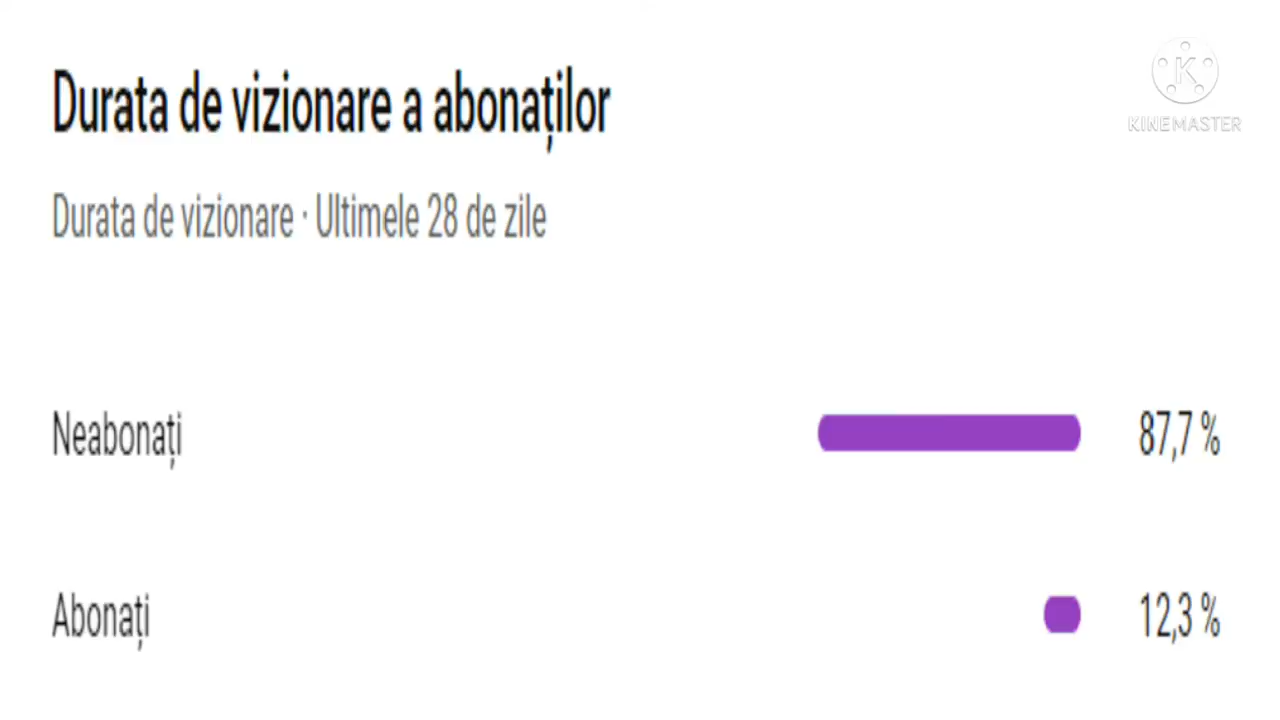 Durata de vizionare a abonaților
Durata de vizionare · Ultimele 28 de zile
Neabonați 87,7 %
Abonați 12,3 %
K
KINEMASTER